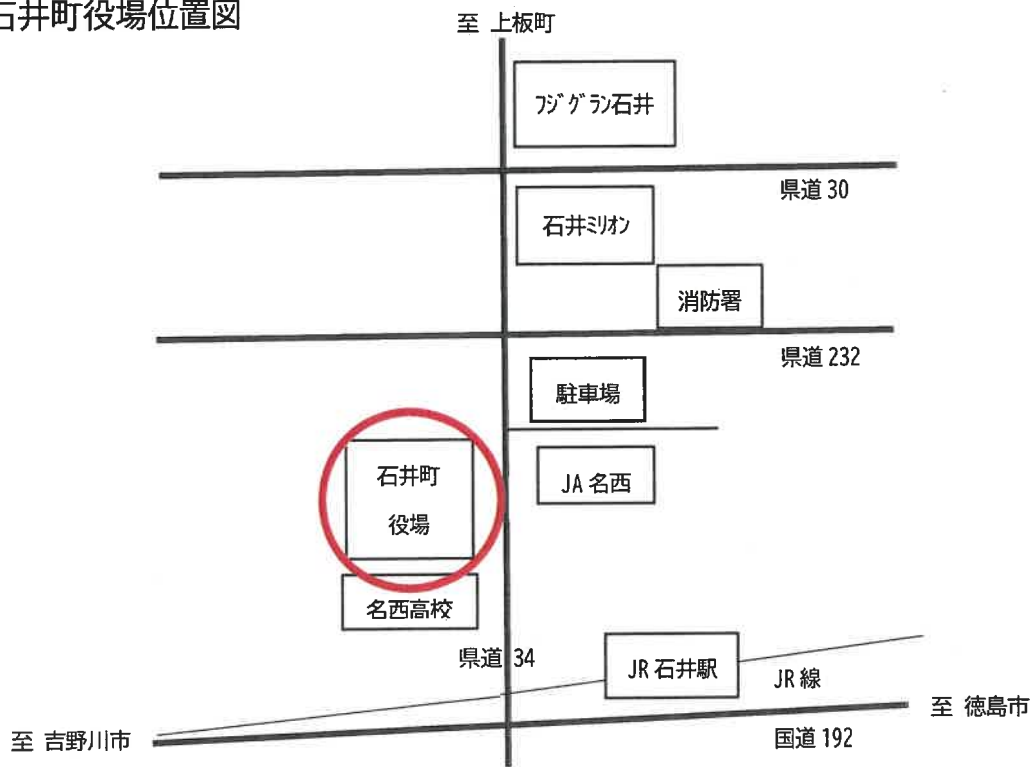 石井町役場位置図
至 上板町
フジグラン石井
県道 30
石井ミリオン
消防署
県道 232
駐車場
石井町
役場
JA 名西
名西高校
県道 34
JR 石井駅
JR 線
至 徳島市
至 吉野川市
国道 192